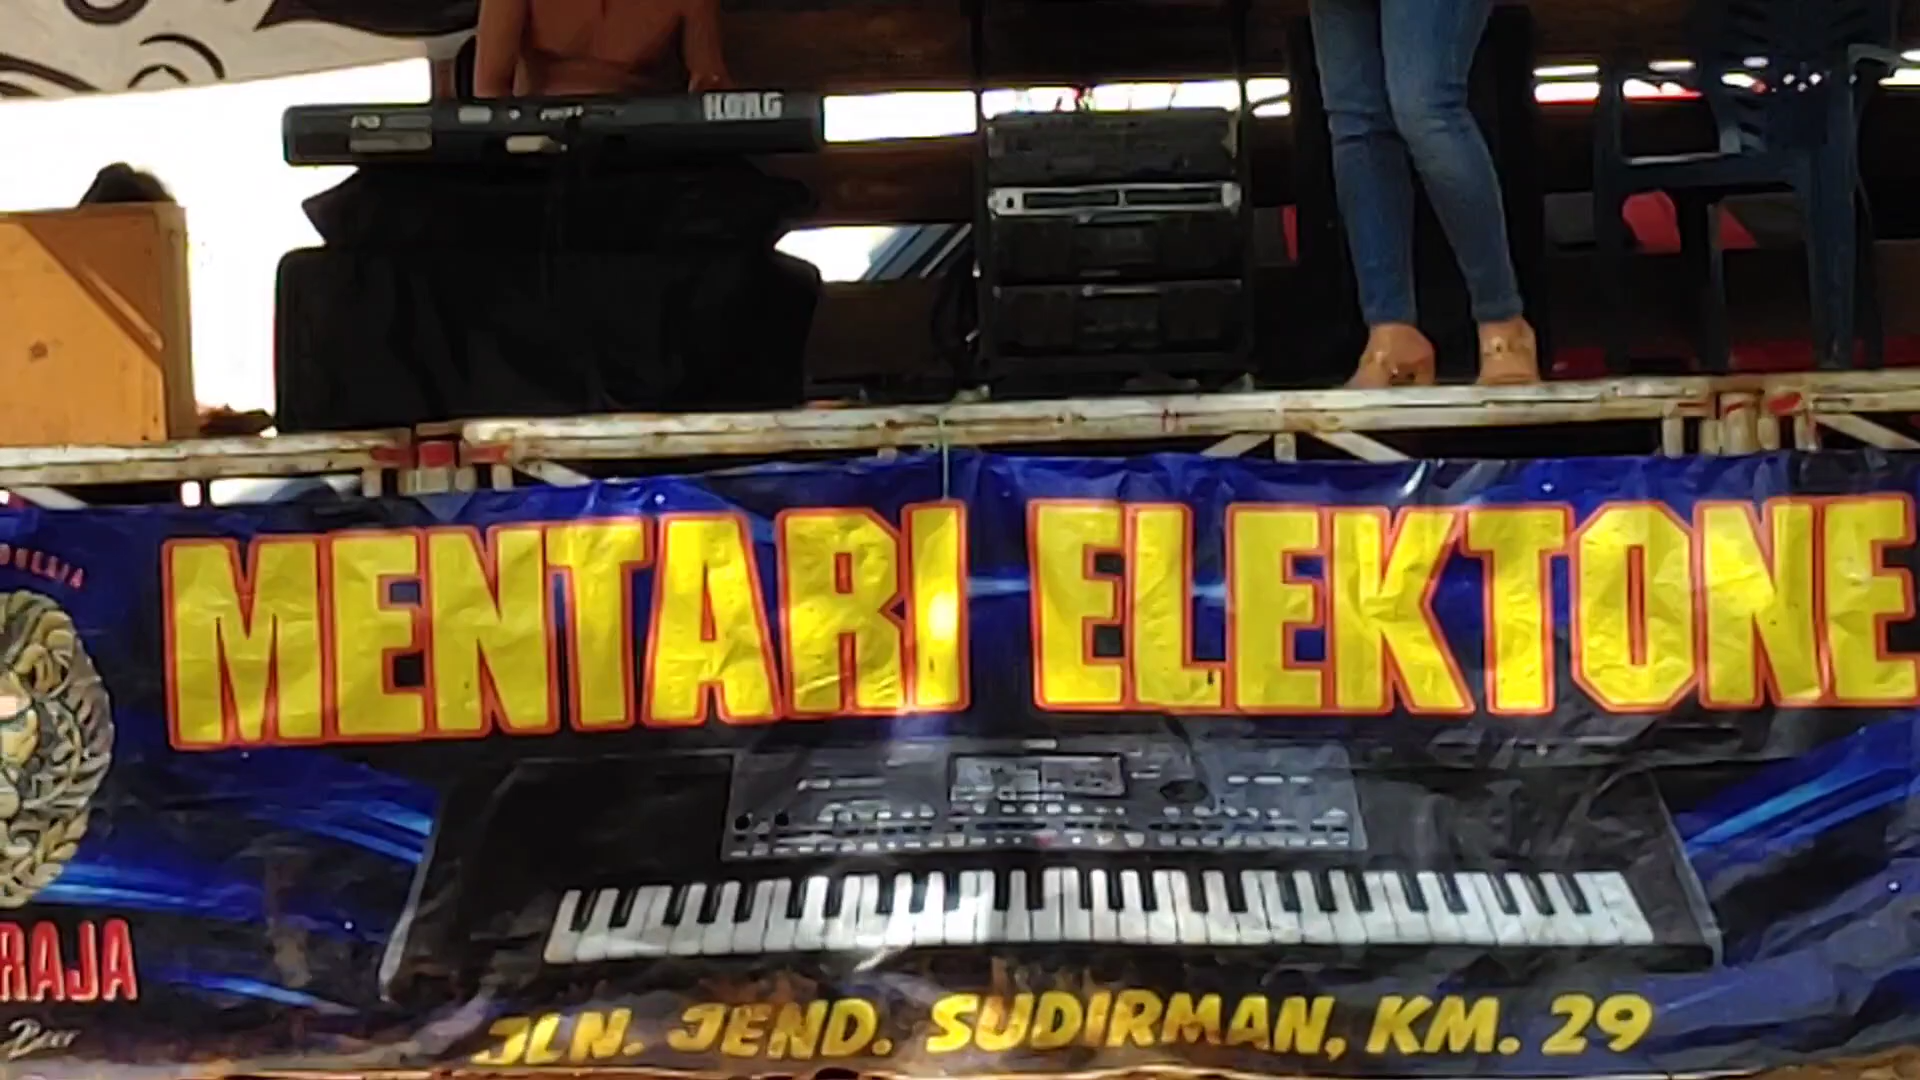 KORG
MENTARI ELEKTONE
RAJA
JLN. JEND. SUDIRMAN, KM. 29